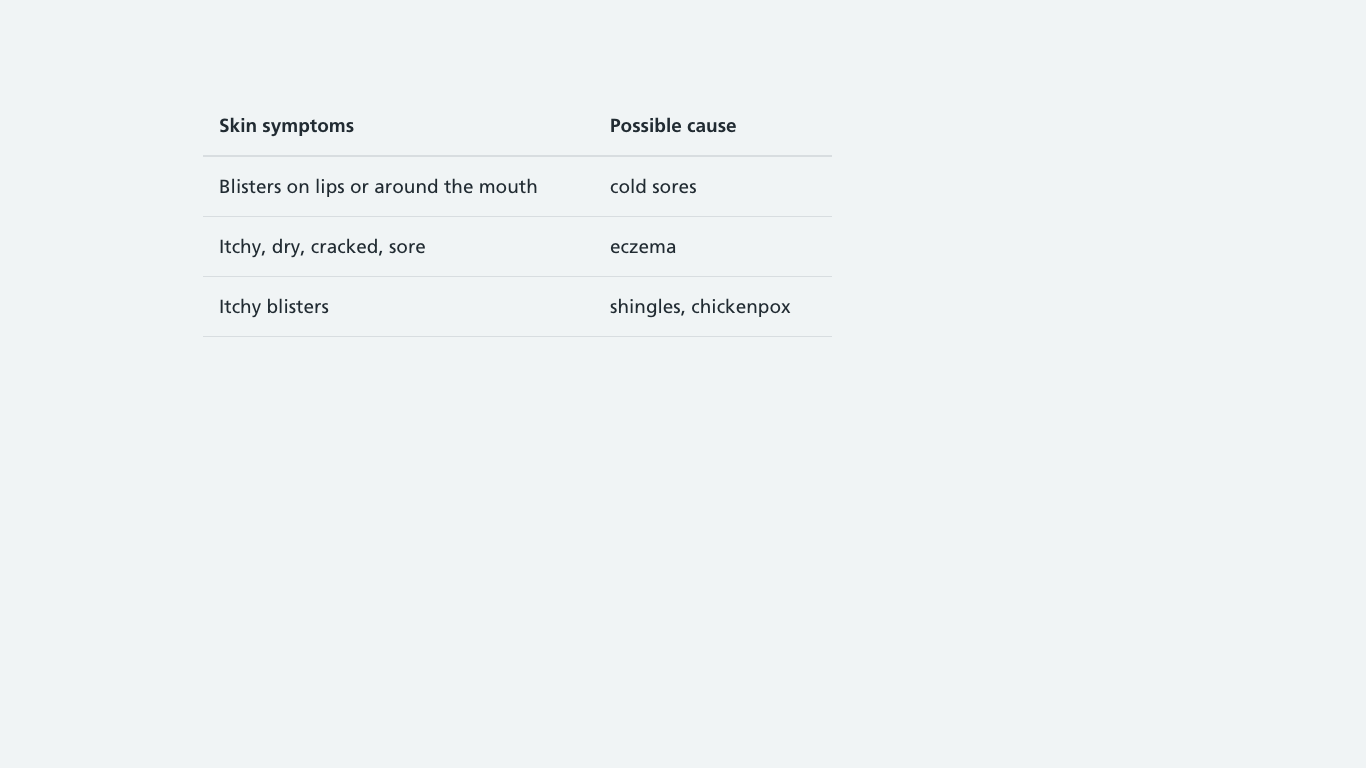 Skin symptoms Possible cause
Blisters on lips or around the mouth cold sores
Itchy, dry, cracked, sore eczema
Itchy blisters shingles, chickenpox